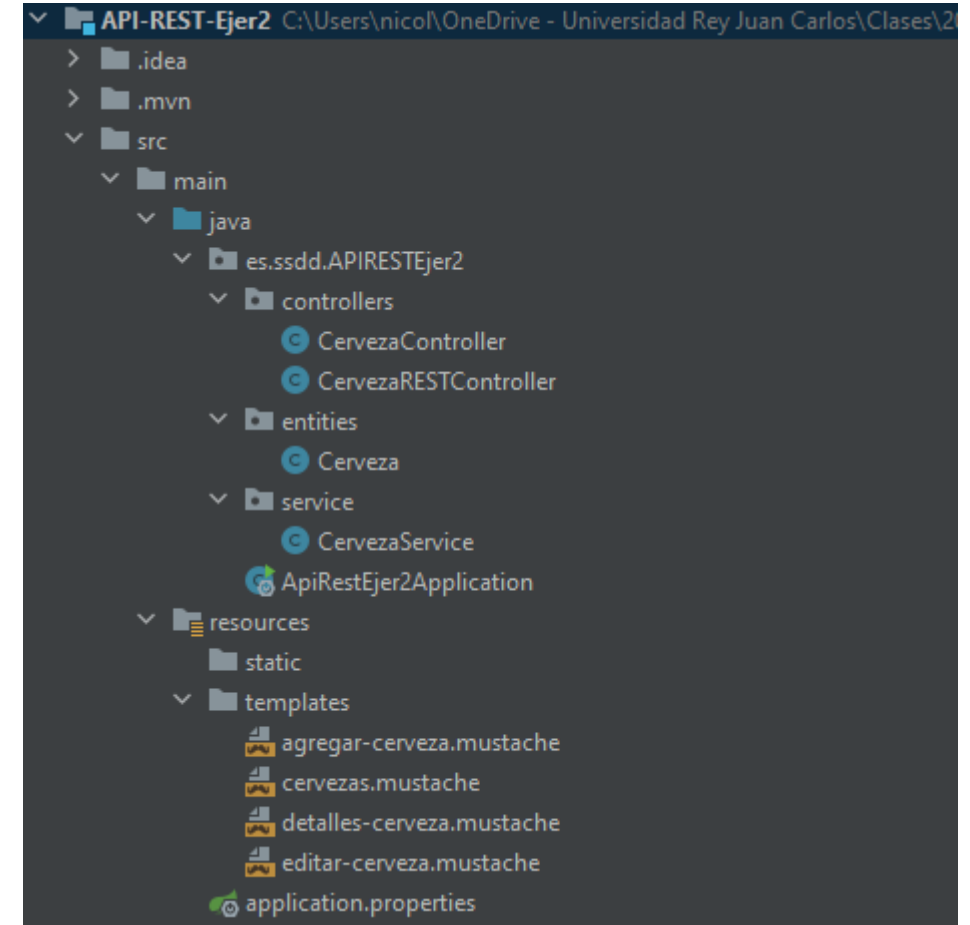 API-REST-Ejer2 C:\Users\nicol\OneDrive - Universidad Rey Juan Carlos\Clases\20
.idea
.mvn
src
main
java
es.ssdd.APIRESTEjer2
controllers
CervezaController
CervezaRESTController
entities
Cerveza
service
CervezaService
ApiRestEjer2Application
resources
static
templates
agregar-cerveza.mustache
cervezas.mustache
detalles-cerveza.mustache
editar-cerveza.mustache
application.properties